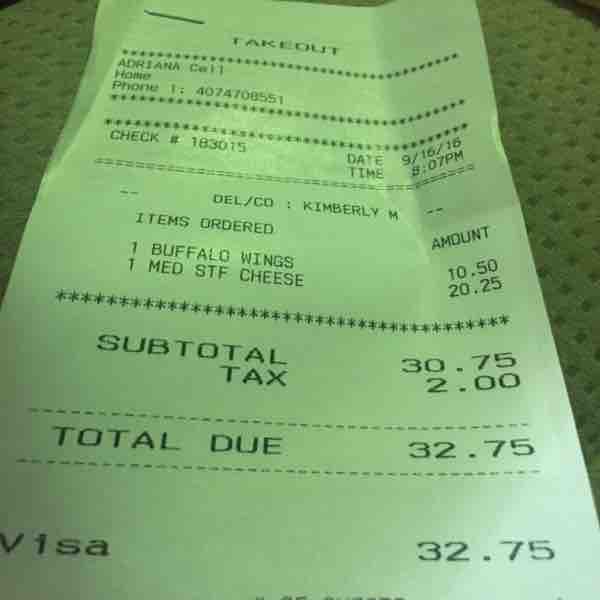 TAKEOUT
****************************************
ADRIANA Cell
Home
Phone 1: 4074708551
****************************************
****************************************
CHECK # 183015 DATE 9/16/16
TIME 8:07PM
========================================
-- DEL/CO : KIMBERLY M --
ITEMS ORDERED AMOUNT
1 BUFFALO WINGS 10.50
1 MED STF CHEESE 20.25
****************************************
SUBTOTAL 30.75
TAX 2.00
----------------------------------------
TOTAL DUE 32.75
----------------------------------------
Visa 32.75